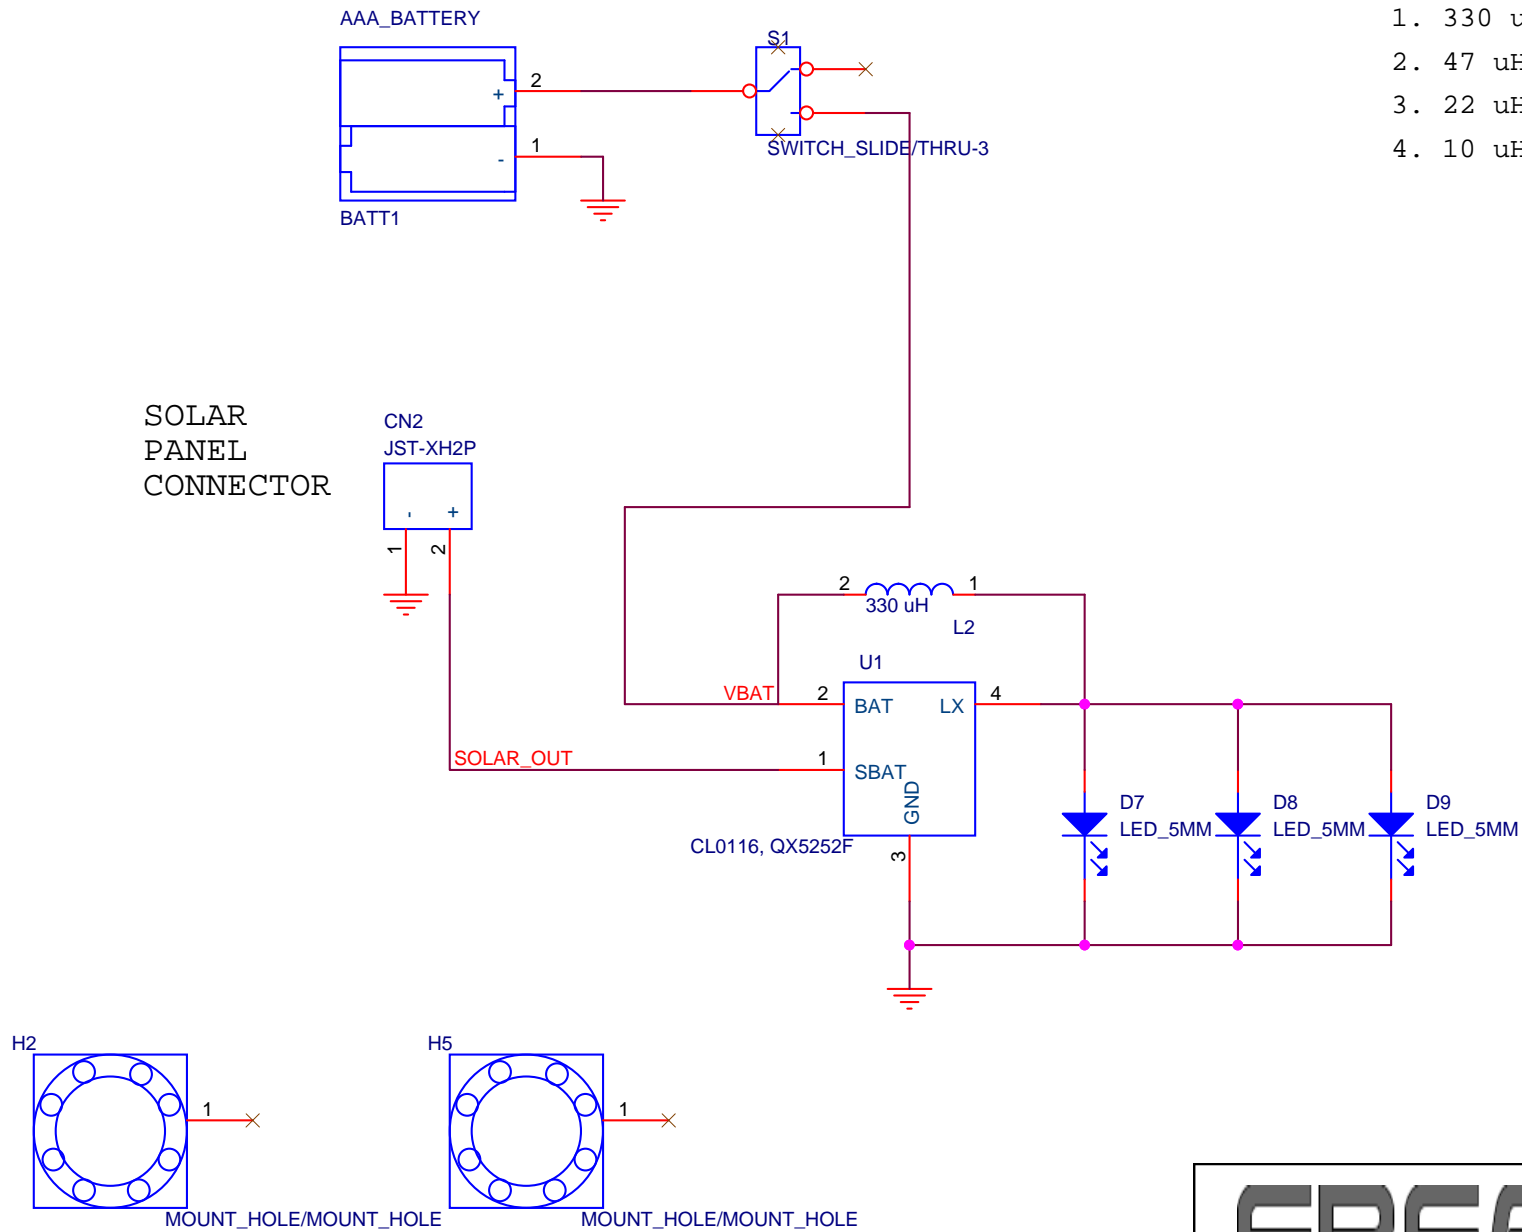 AAA_BATTERY
+
2
-
1
BATT1
S1
SWITCH_SLIDE/THRU-3
1. 330 u
2. 47 uH
3. 22 uH
4. 10 uH
SOLAR
PANEL
CONNECTOR
CN2
JST-XH2P
- +
1 2
2 1
330 uH
L2
U1
VBAT 2 BAT LX 4
SOLAR_OUT 1 SBAT
GND
3
CL0116, QX5252F
D7
LED_5MM
D8
LED_5MM
D9
LED_5MM
H2
1
MOUNT_HOLE/MOUNT_HOLE
H5
1
MOUNT_HOLE/MOUNT_HOLE